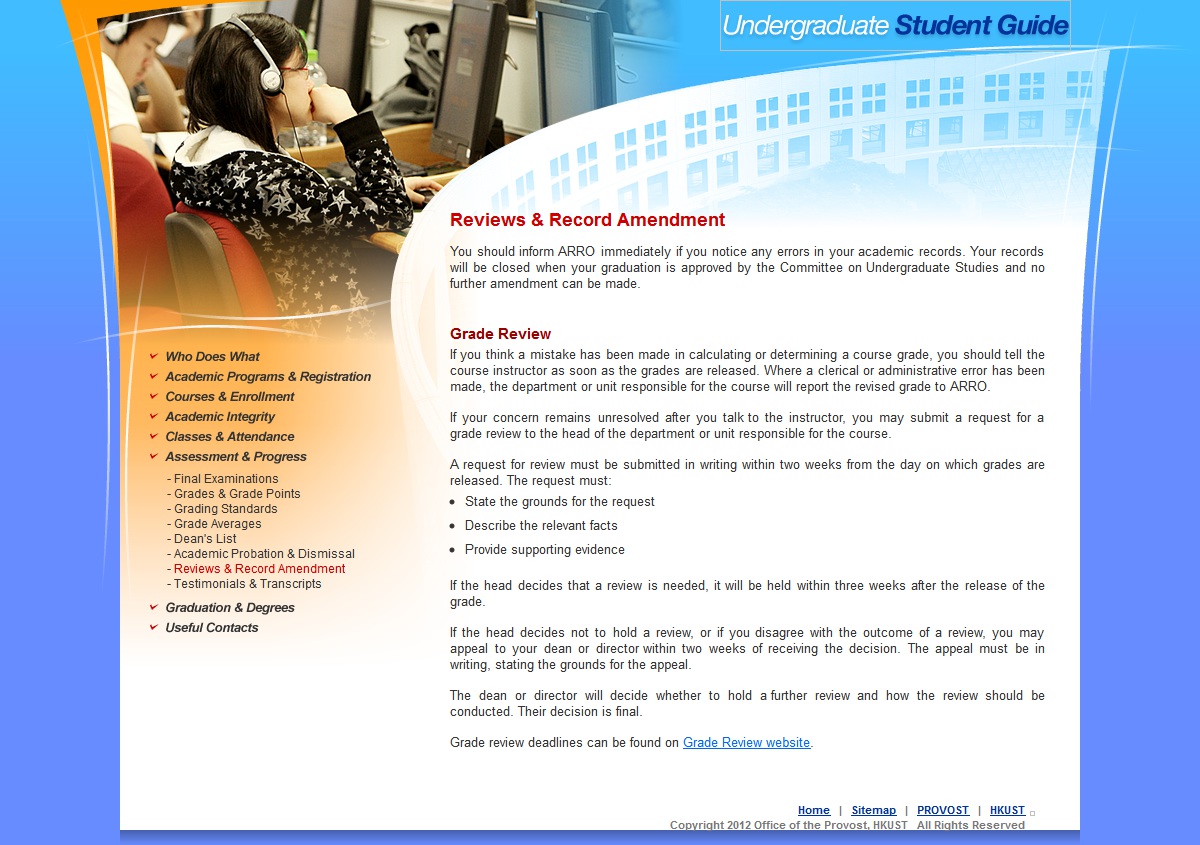 Undergraduate Student Guide
Reviews & Record Amendment
You should inform ARRO immediately if you notice any errors in your academic records. Your records
will be closed when your graduation is approved by the Committee on Undergraduate Studies and no
further amendment can be made.
Grade Review
If you think a mistake has been made in calculating or determining a course grade, you should tell the
course instructor as soon as the grades are released. Where a clerical or administrative error has been
made, the department or unit responsible for the course will report the revised grade to ARRO.
If your concern remains unresolved after you talk to the instructor, you may submit a request for a
grade review to the head of the department or unit responsible for the course.
A request for review must be submitted in writing within two weeks from the day on which grades are
released. The request must:
• State the grounds for the request
• Describe the relevant facts
• Provide supporting evidence
If the head decides that a review is needed, it will be held within three weeks after the release of the
grade.
If the head decides not to hold a review, or if you disagree with the outcome of a review, you may
appeal to your dean or director within two weeks of receiving the decision. The appeal must be in
writing, stating the grounds for the appeal.
The dean or director will decide whether to hold a further review and how the review should be
conducted. Their decision is final.
Grade review deadlines can be found on Grade Review website.
Who Does What
Academic Programs & Registration
Courses & Enrollment
Academic Integrity
Classes & Attendance
Assessment & Progress
- Final Examinations
- Grades & Grade Points
- Grading Standards
- Grade Averages
- Dean's List
- Academic Probation & Dismissal
- Reviews & Record Amendment
- Testimonials & Transcripts
Graduation & Degrees
Useful Contacts
Home | Sitemap | PROVOST | HKUST
Copyright 2012 Office of the Provost, HKUST All Rights Reserved